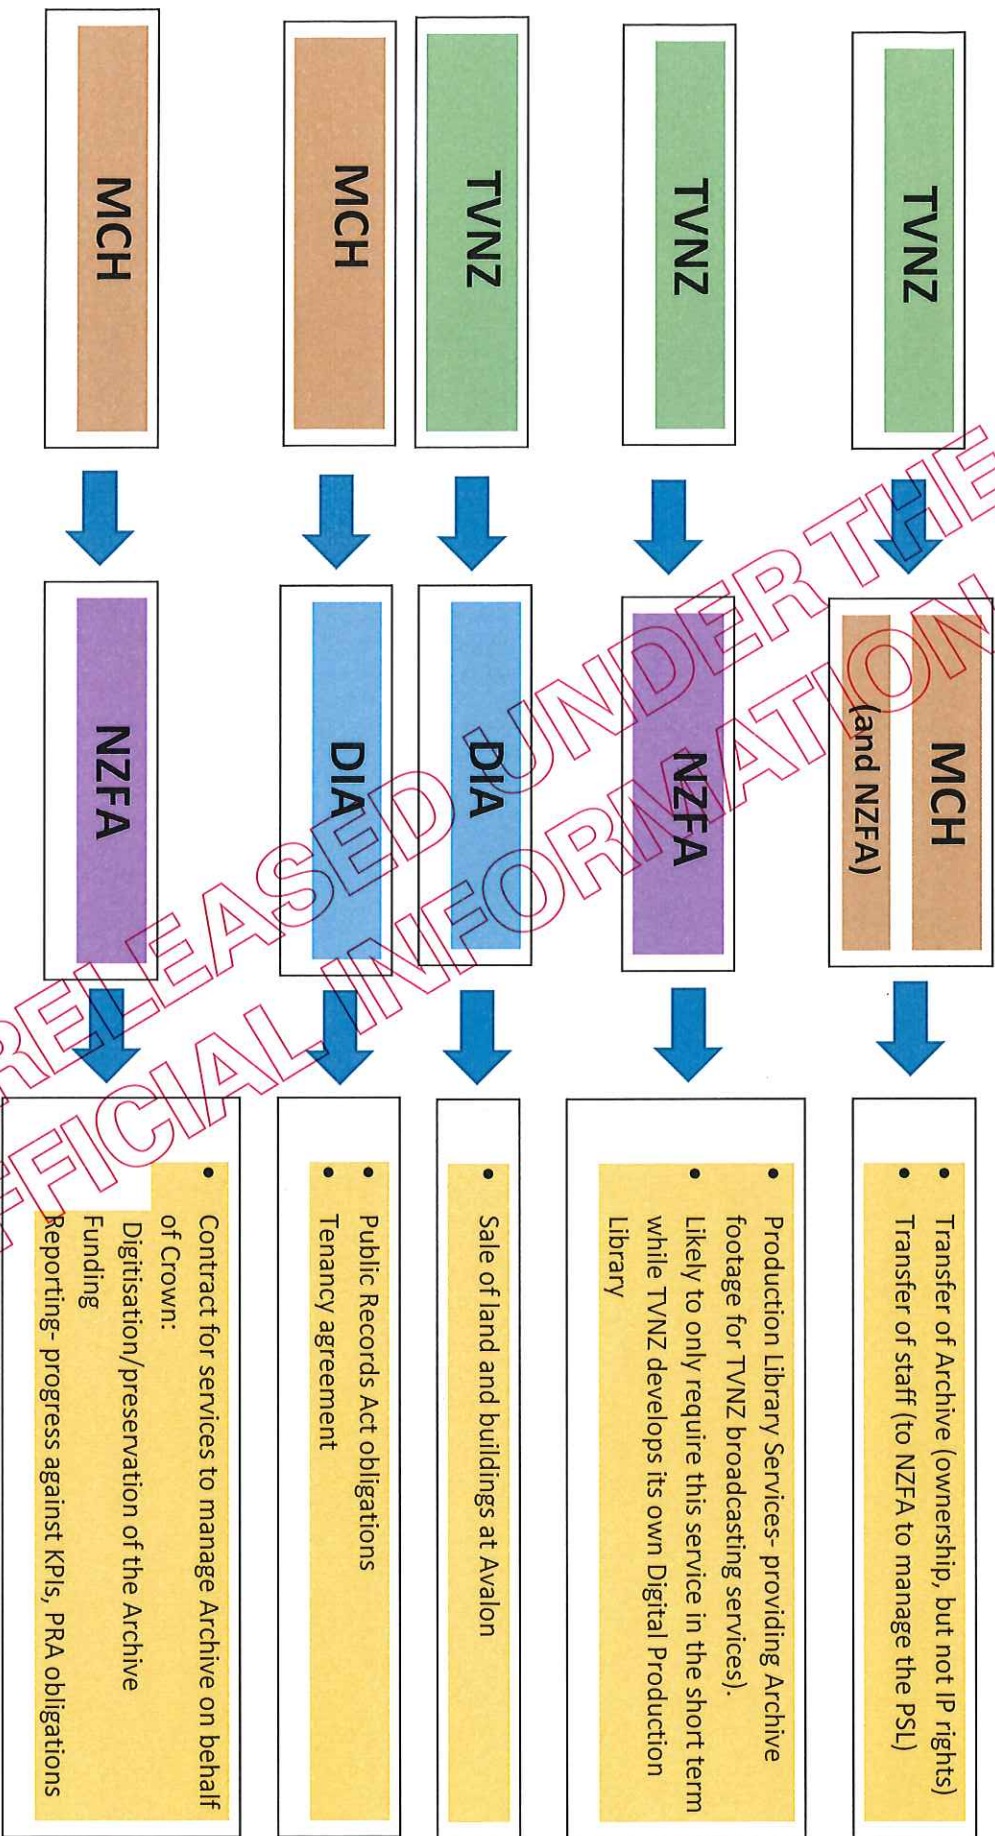 TVNZ
MCH
(and NZFA)
• Transfer of Archive (ownership, but not IP rights)
• Transfer of staff (to NZFA to manage the PSL)
TVNZ
NZFA
• Production Library Services- providing Archive
footage for TVNZ broadcasting services).
• Likely to only require this service in the short term
while TVNZ develops its own Digital Production
Library
TVNZ
DIA
• Sale of land and buildings at Avalon
MCH
DIA
• Public Records Act obligations
• Tenancy agreement
MCH
NZFA
• Contract for services to manage Archive on behalf
of Crown:
Digitisation/preservation of the Archive
Funding
Reporting- progress against KPIs, PRA obligations
RELEASED UNDER THE
OFFICIAL INFORMATION